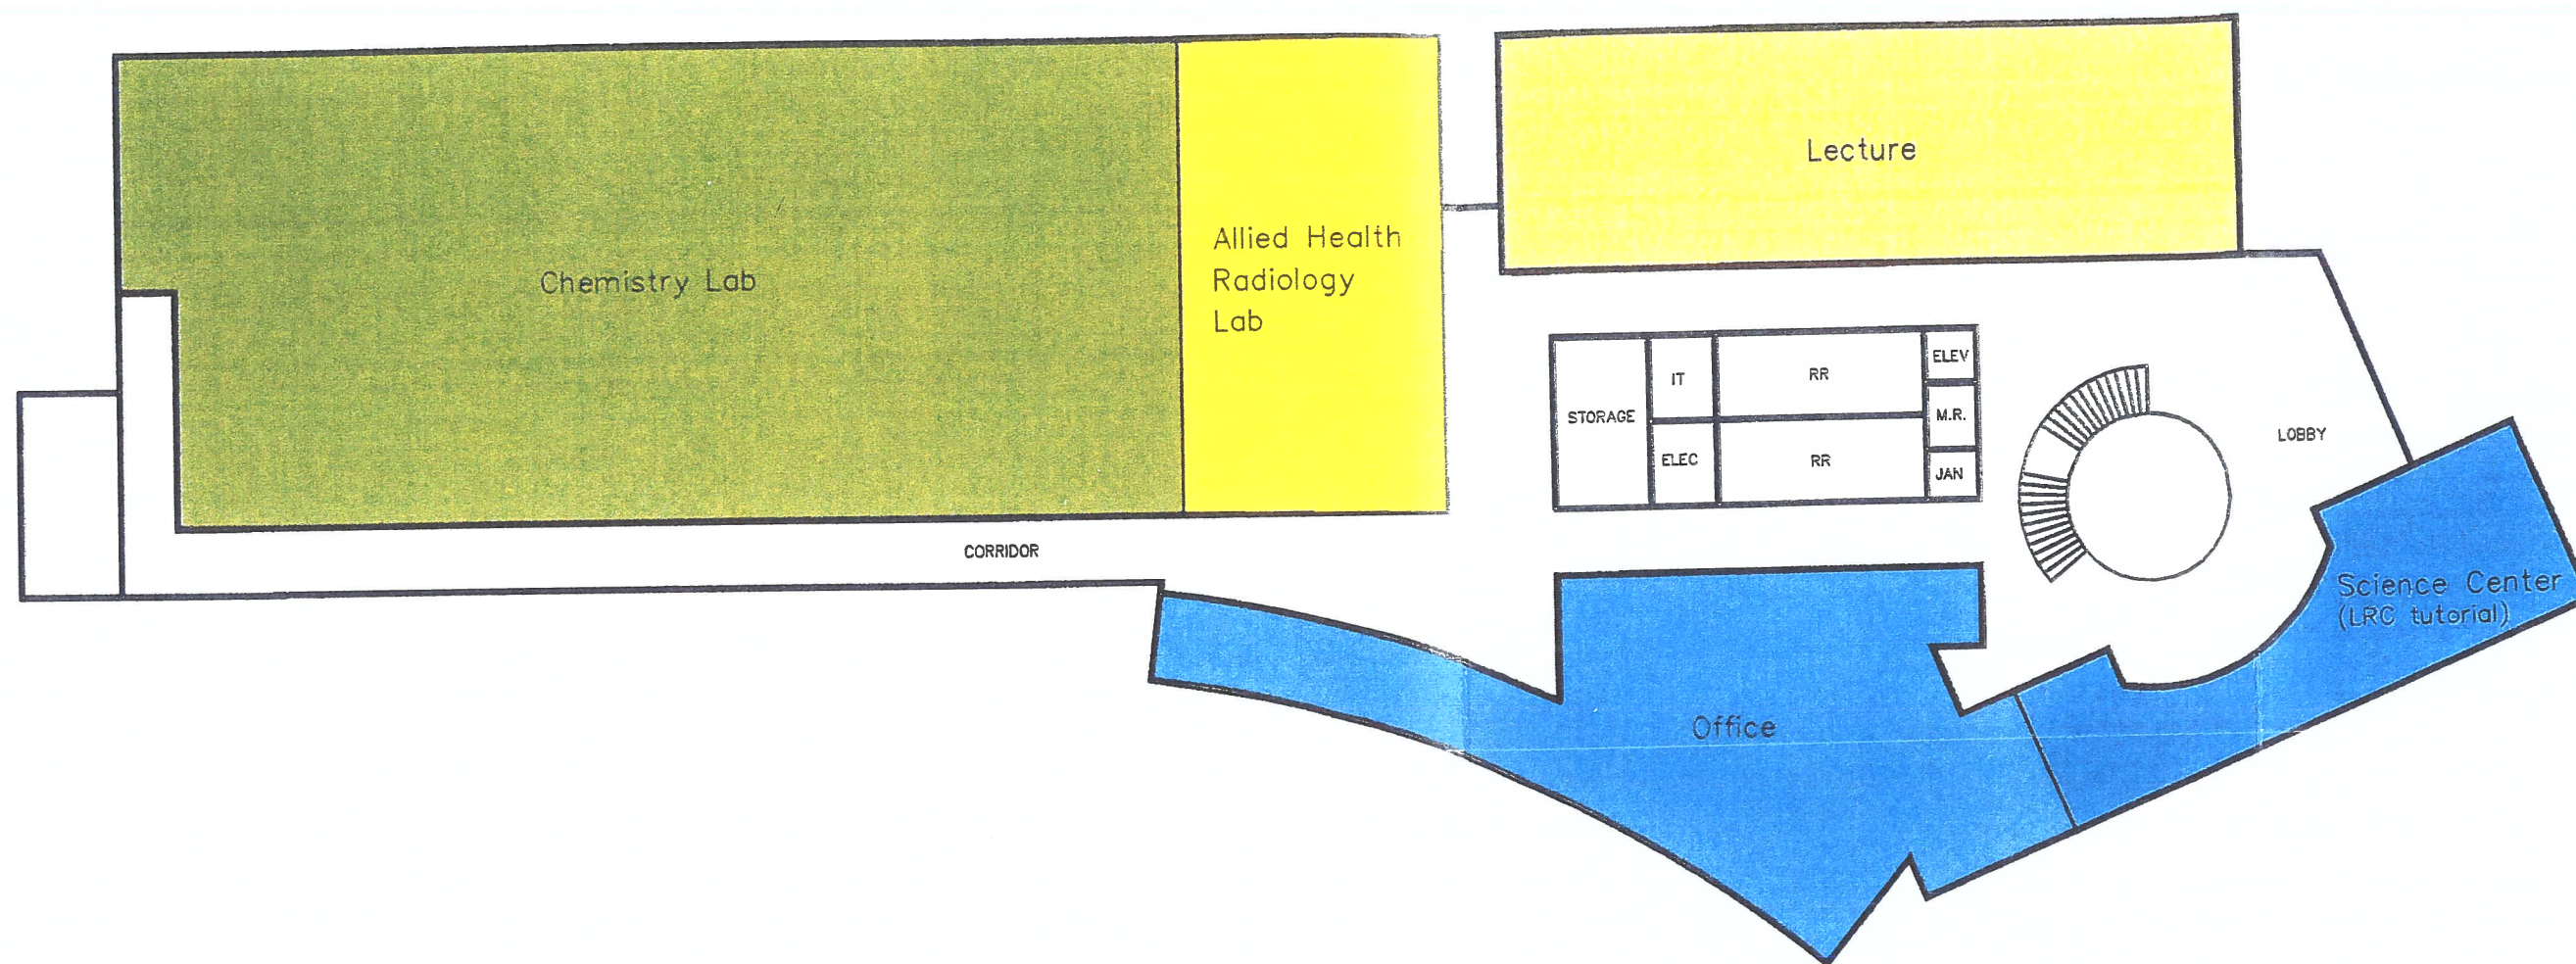 Lecture
Allied Health
Radiology
Lab
Chemistry Lab
STORAGE
IT
RR
ELEV
M.R.
ELEC
RR
JAN
LOBBY
CORRIDOR
Science Center
(LRC tutorial)
Office